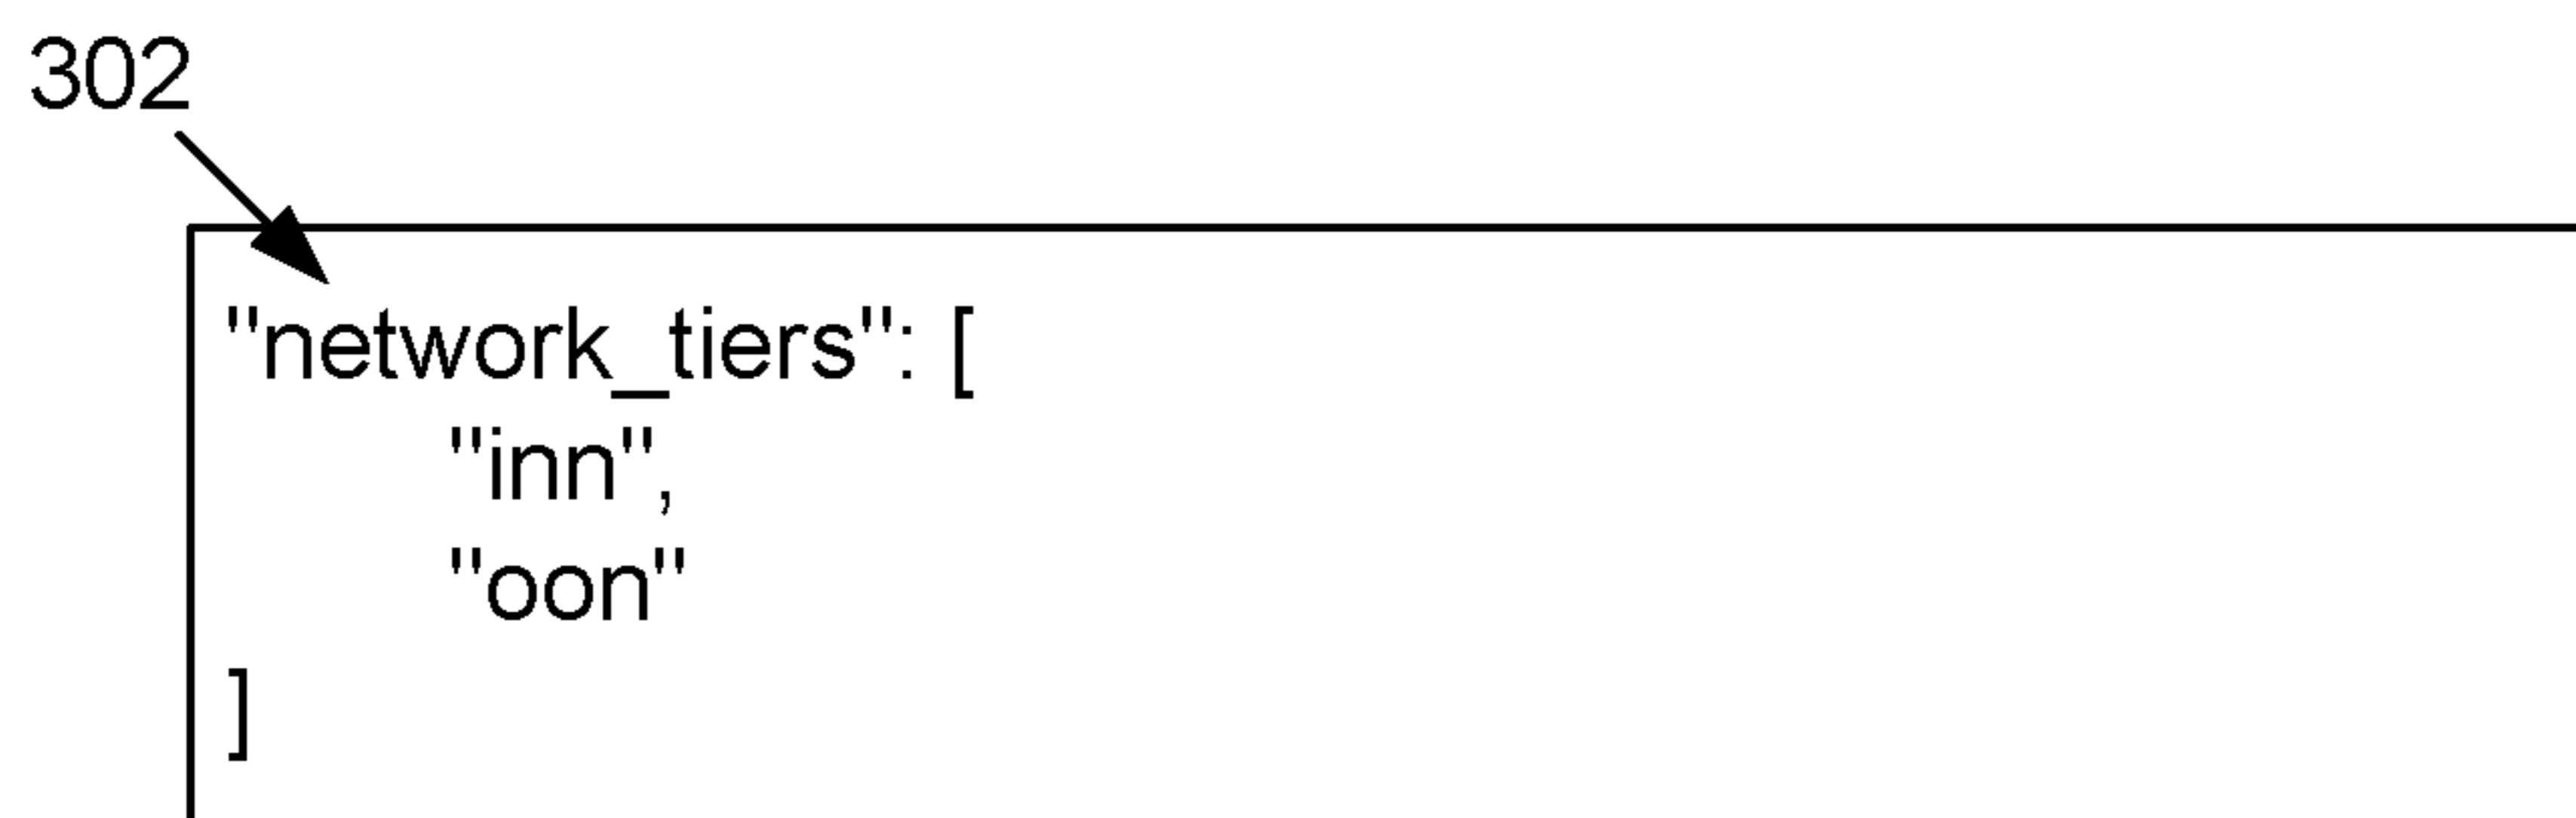 302
"network_tiers": [
"inn",
"oon"
]